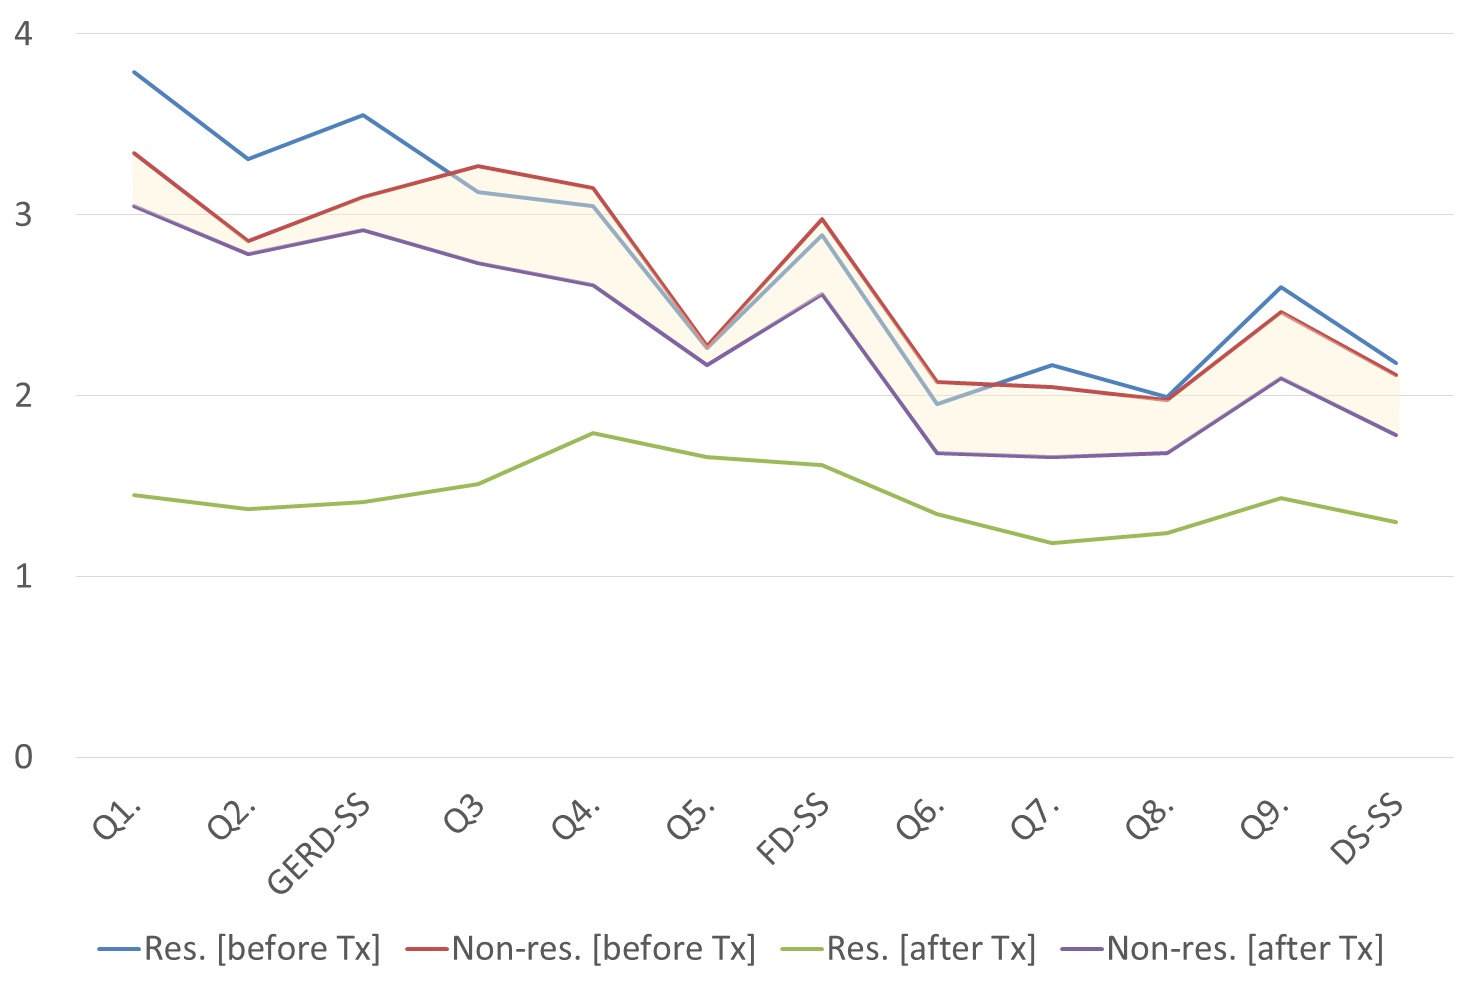 4
3
2
1
0
Q1.
Q2.
GERD-SS
Q3
Q4.
Q5.
FD-SS
Q6.
Q7.
Q8.
Q9.
DS-SS
Res. [before Tx] Non-res. [before Tx] Res. [after Tx] Non-res. [after Tx]